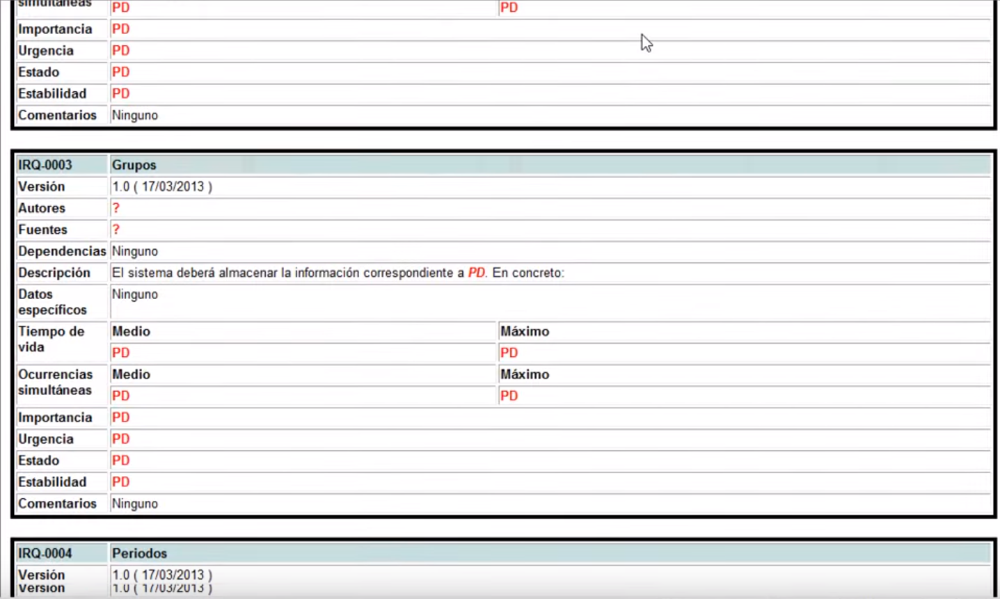 simultáneas PD PD
Importancia PD
Urgencia PD
Estado PD
Estabilidad PD
Comentarios Ninguno
IRQ-0003 Grupos
Versión 1.0 ( 17/03/2013 )
Autores ?
Fuentes ?
Dependencias Ninguno
Descripción El sistema deberá almacenar la información correspondiente a PD. En concreto:
Datos Ninguno
específicos
Tiempo de Medio Máximo
vida
PD PD
Ocurrencias Medio Máximo
simultáneas
PD PD
Importancia PD
Urgencia PD
Estado PD
Estabilidad PD
Comentarios Ninguno
IRQ-0004 Periodos
Versión 1.0 ( 17/03/2013 )
Versión 1.0 ( 17/03/2013 )